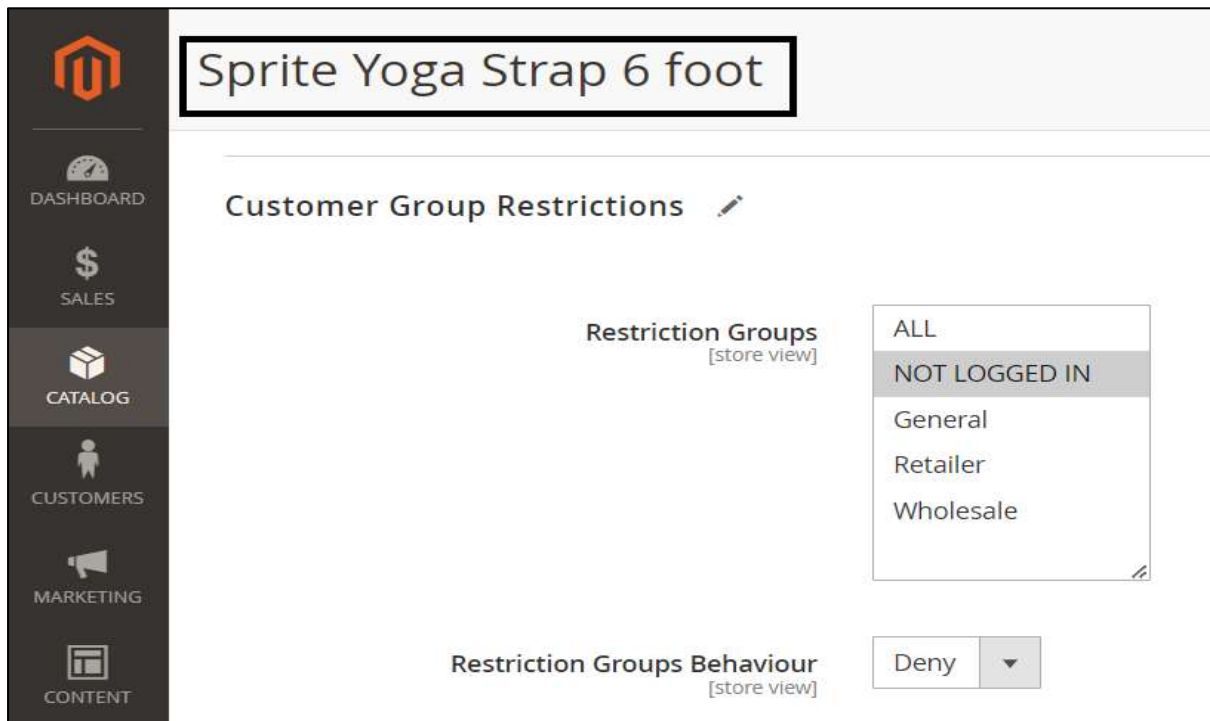 Sprite Yoga Strap 6 foot
DASHBOARD
SALES
CATALOG
CUSTOMERS
MARKETING
CONTENT
Customer Group Restrictions
Restriction Groups
[store view]
ALL
NOT LOGGED IN
General
Retailer
Wholesale
Restriction Groups Behaviour
[store view]
Deny